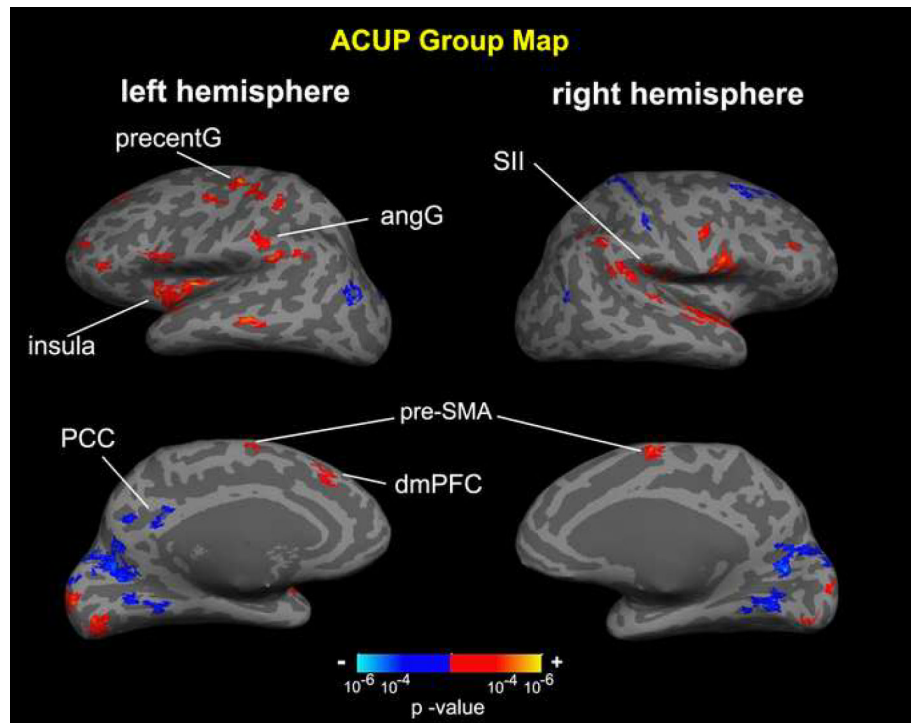 ACUP Group Map
left hemisphere
right hemisphere
precentG
SII
angG
insula
pre-SMA
PCC
dmPFC
- +
10-6 10-4 10-4 10-6
p -value